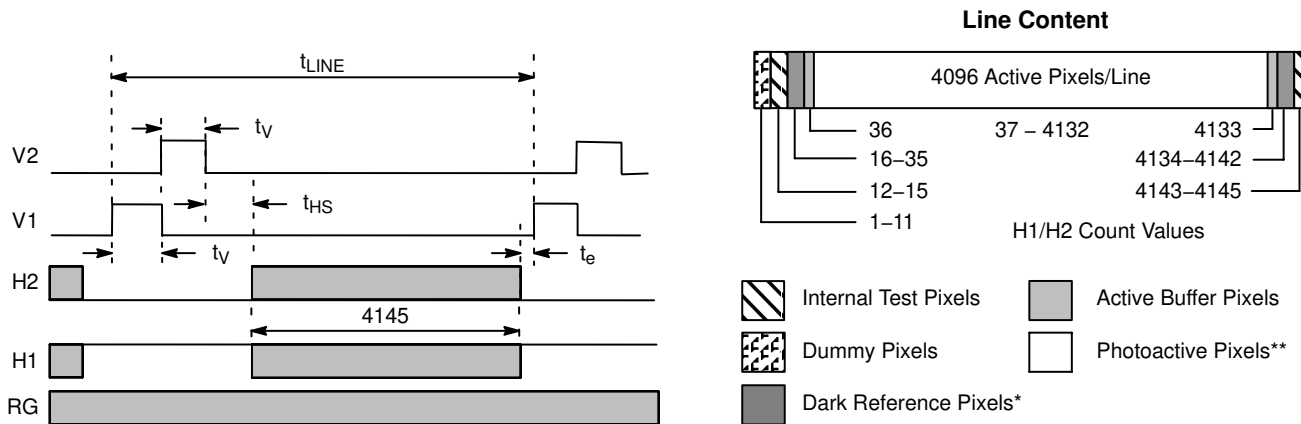 Line Content
4096 Active Pixels/Line
36 37 – 4132 4133
16–35 4134–4142
12–15 4143–4145
1–11 H1/H2 Count Values
Internal Test Pixels
Active Buffer Pixels
Dummy Pixels
Photoactive Pixels**
Dark Reference Pixels*
tLINE
tV
V2
tHS
V1
tV
te
H2
4145
H1
RG